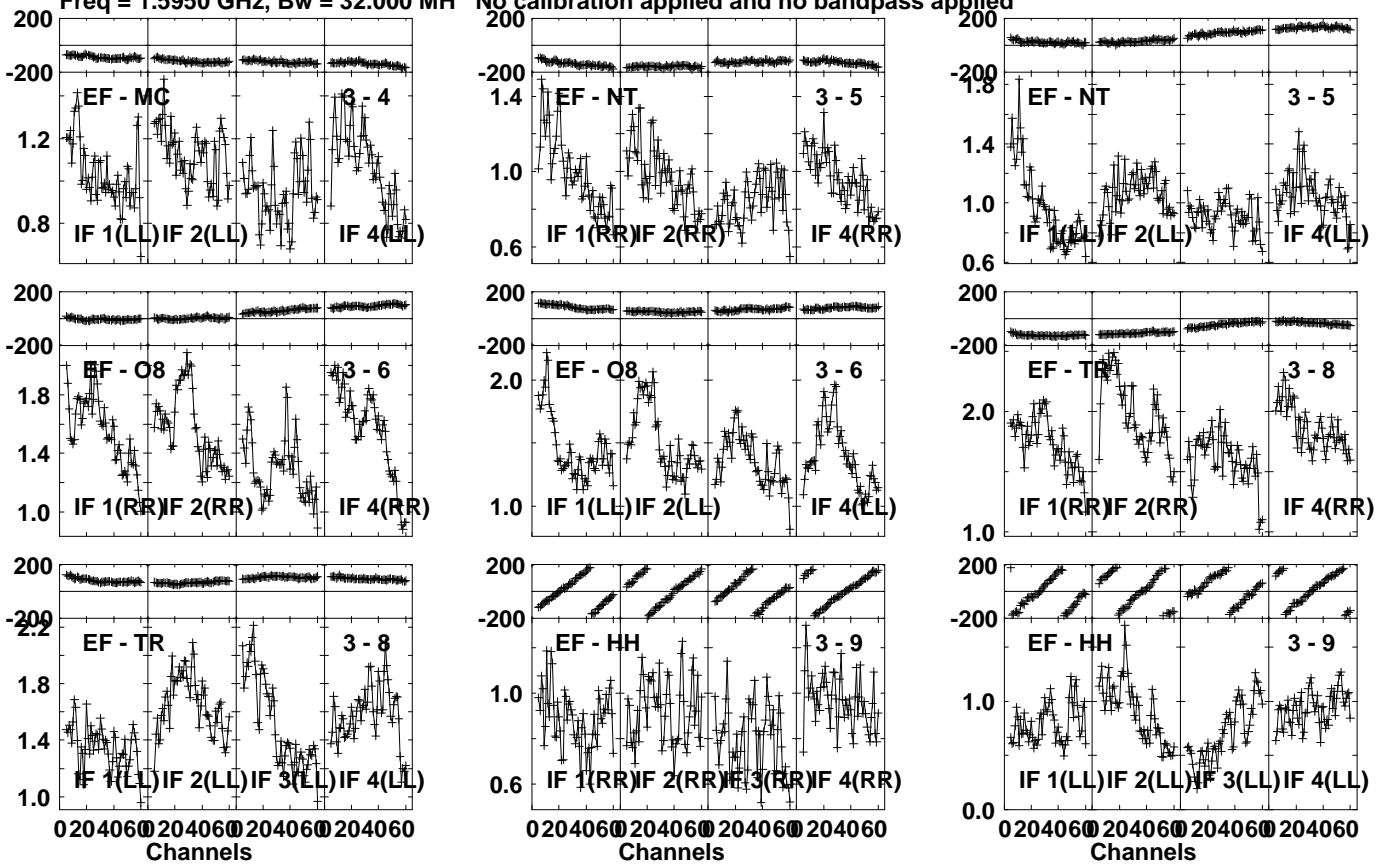 Freq = 1.5950 GHz, Bw = 32.000 MH No calibration applied and no bandpass applied
200
-200
EF - MC 3 - 4
1.2
0.8
IF 1(LL) IF 2(LL) IF 4(LL)
EF - NT 3 - 5
1.4
1.0
0.6
IF 1(RR) IF 2(RR) IF 4(RR)
200
-200
1.8
EF - NT 3 - 5
1.4
1.0
0.6
IF 1(LL) IF 2(LL) IF 4(LL)
200
-200
EF - O8 3 - 6
1.8
1.4
1.0
IF 1(RR) IF 2(RR) IF 4(RR)
200
-200
EF - O8 3 - 6
2.0
1.0
IF 1(LL) IF 2(LL) IF 4(LL)
200
-200
EF - TR 3 - 8
2.0
1.0
IF 1(RR) IF 2(RR) IF 4(RR)
200
-200
2.2
EF - TR 3 - 8
1.8
1.4
1.0
IF 1(LL) IF 2(LL) IF 3(LL) IF 4(LL)
0 20 40 60 0 20 40 60 0 20 40 60 0 20 40 60
Channels
200
-200
EF - HH 3 - 9
1.0
0.6
IF 1(RR) IF 2(RR) IF 3(RR) IF 4(RR)
0 20 40 60 0 20 40 60 0 20 40 60 0 20 40 60
Channels
200
-200
EF - HH 3 - 9
1.0
0.0
IF 1(LL) IF 2(LL) IF 3(LL) IF 4(LL)
0 20 40 60 0 20 40 60 0 20 40 60 0 20 40 60
Channels